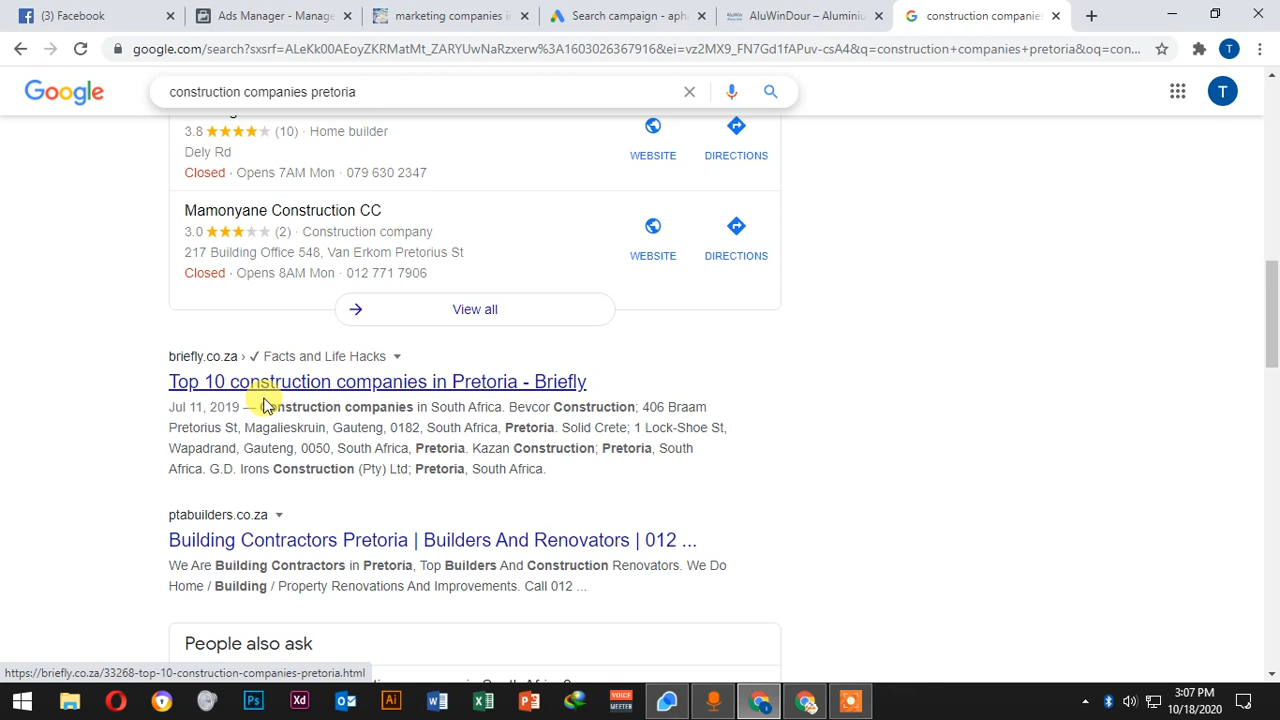 (3) Facebook
Ads Manager - Manage
marketing companies in
Search campaign - aph
AluWinDour – Aluminiu
construction companie
google.com/search?sxsrf=ALeKk00AEoyZKRMatMt_ZARYUwNaRzxerw%3A1603026367916&ei=vz2MX9_FN7Gd1fAPuv-csA4&q=construction+companies+pretoria&oq=con...
T
Google
construction companies pretoria
T
3.8 (10) · Home builder
Dely Rd
Closed · Opens 7AM Mon · 079 630 2347
WEBSITE
DIRECTIONS
Mamonyane Construction CC
3.0 (2) · Construction company
217 Building Office 548, Van Erkom Pretorius St
Closed · Opens 8AM Mon · 012 771 7906
WEBSITE
DIRECTIONS
View all
briefly.co.za › ✓ Facts and Life Hacks
Top 10 construction companies in Pretoria - Briefly
Jul 11, 2019 — Construction companies in South Africa. Bevcor Construction; 406 Braam
Pretorius St, Magalieskruin, Gauteng, 0182, South Africa, Pretoria. Solid Crete; 1 Lock-Shoe St,
Wapadrand, Gauteng, 0050, South Africa, Pretoria. Kazan Construction; Pretoria, South
Africa. G.D. Irons Construction (Pty) Ltd; Pretoria, South Africa.
ptabuilders.co.za
Building Contractors Pretoria | Builders And Renovators | 012 ...
We Are Building Contractors in Pretoria, Top Builders And Construction Renovators. We Do
Home / Building / Property Renovations And Improvements. Call 012 ...
People also ask
https://briefly.co.za/33268-top-10-construction-companies-pretoria.html
Ps
Xd
Ai
VOICE
MEETER
3:07 PM
10/18/2020